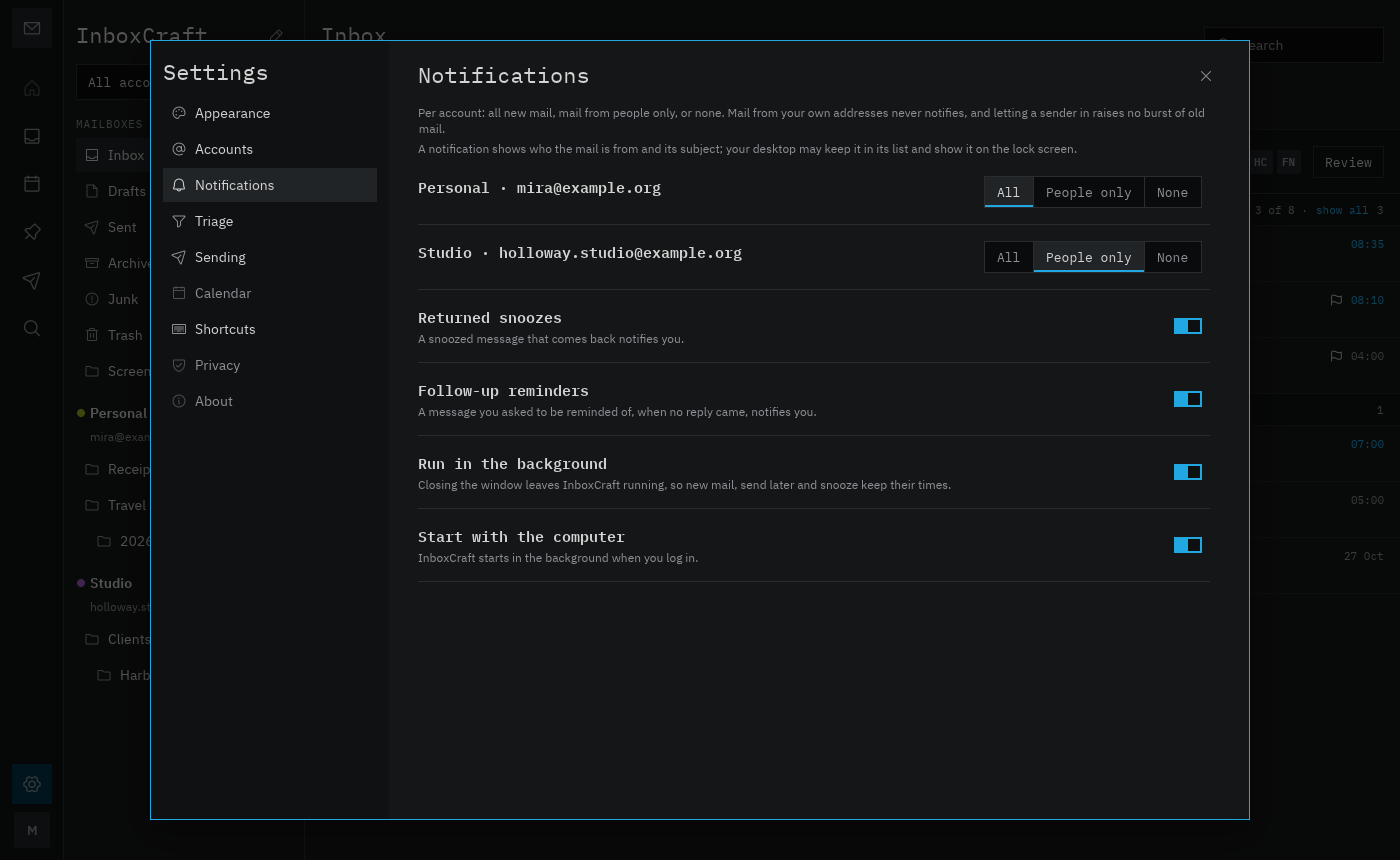 InboxCraft
Inbox
earch
All acco
MAILBOXES
Inbox
Drafts
Sent
Archive
Junk
Trash
Screen
Personal
mira@exam
Receip
Travel
2026
Studio
holloway.st
Clients
Harb
M
Settings
Appearance
Accounts
Notifications
Triage
Sending
Calendar
Shortcuts
Privacy
About
Notifications
Per account: all new mail, mail from people only, or none. Mail from your own addresses never notifies, and letting a sender in raises no burst of old
mail.
A notification shows who the mail is from and its subject; your desktop may keep it in its list and show it on the lock screen.
Personal · mira@example.org
All People only None
Studio · holloway.studio@example.org
All People only None
Returned snoozes
A snoozed message that comes back notifies you.
Follow-up reminders
A message you asked to be reminded of, when no reply came, notifies you.
Run in the background
Closing the window leaves InboxCraft running, so new mail, send later and snooze keep their times.
Start with the computer
InboxCraft starts in the background when you log in.
HC FN Review
3 of 8 · show all 3
08:35
08:10
04:00
1
07:00
05:00
27 Oct